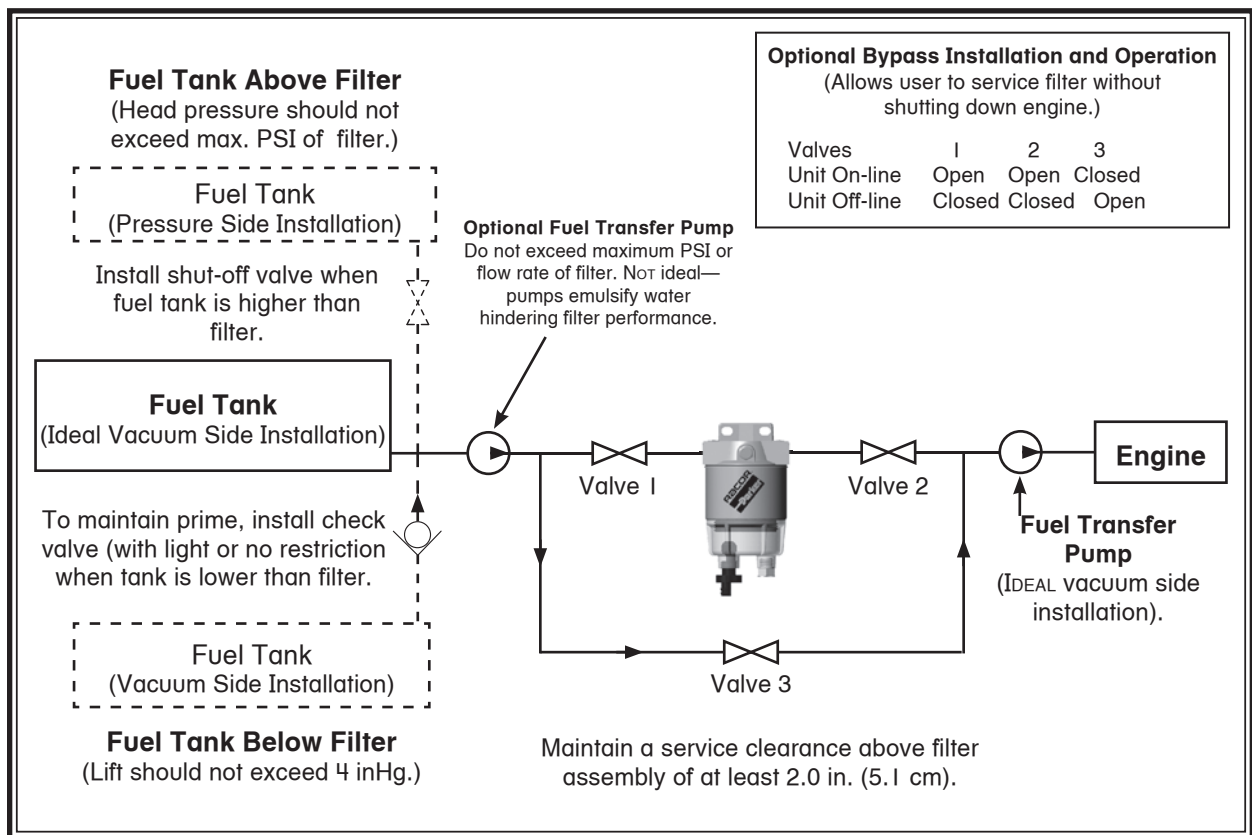 Optional Bypass Installation and Operation
(Allows user to service filter without
shutting down engine.)
Valves 1 2 3
Unit On-line Open Open Closed
Unit Off-line Closed Closed Open
Fuel Tank Above Filter
(Head pressure should not
exceed max. PSI of filter.)
Fuel Tank
(Pressure Side Installation)
Install shut-off valve when
fuel tank is higher than
filter.
Optional Fuel Transfer Pump
Do not exceed maximum PSI or
flow rate of filter. NOT ideal—
pumps emulsify water
hindering filter performance.
Fuel Tank
(Ideal Vacuum Side Installation)
Valve 1
RACOR
Parker
Valve 2
Engine
Fuel Transfer
Pump
(IDEAL vacuum side
installation).
To maintain prime, install check
valve (with light or no restriction
when tank is lower than filter.
Fuel Tank
(Vacuum Side Installation)
Valve 3
Fuel Tank Below Filter
(Lift should not exceed 4 inHg.)
Maintain a service clearance above filter
assembly of at least 2.0 in. (5.1 cm).